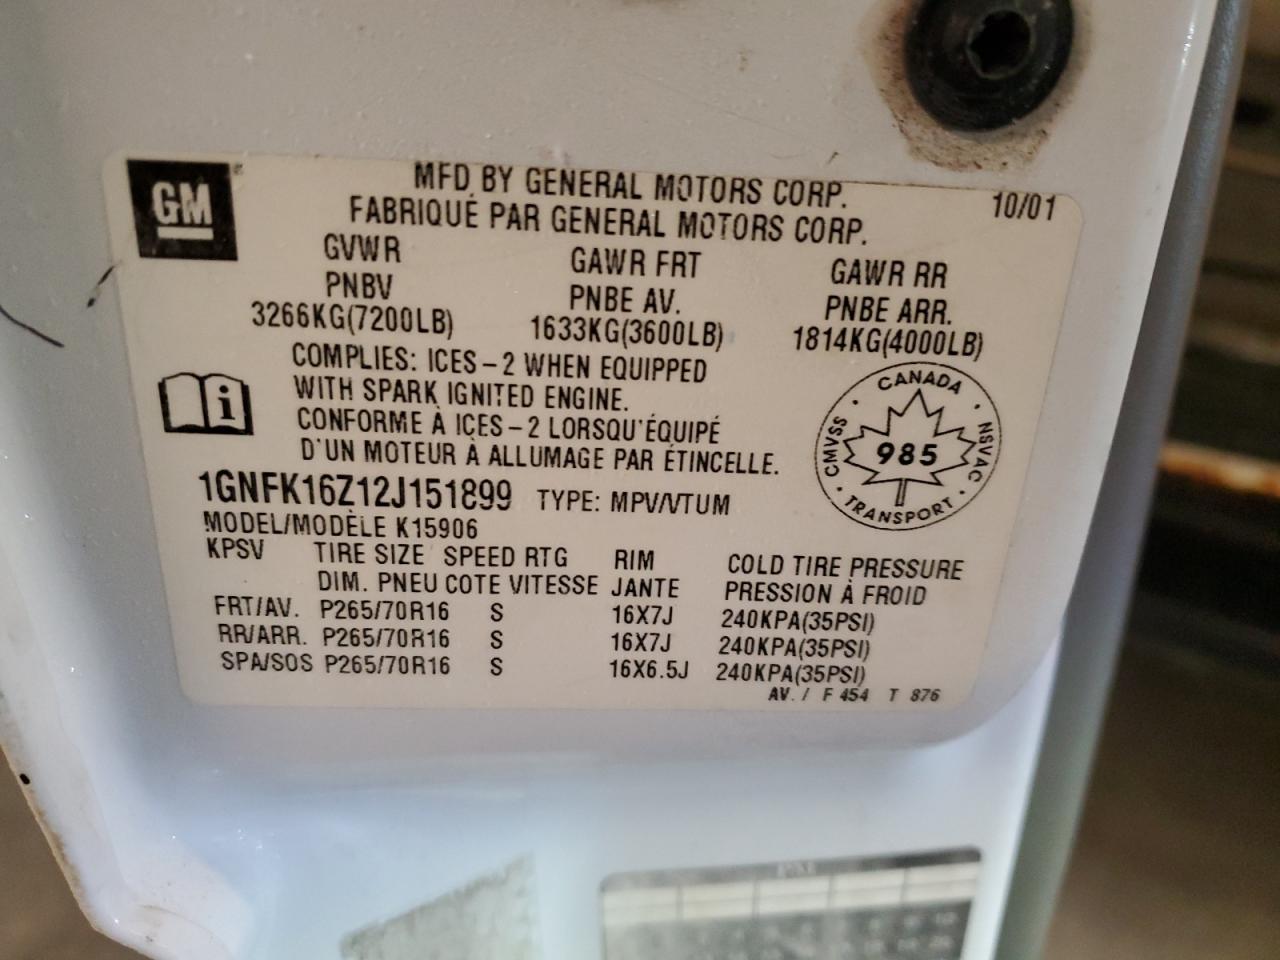 GM
MFD BY GENERAL MOTORS CORP.
10/01
FABRIQUÉ PAR GENERAL MOTORS CORP.
GVWR GAWR FRT GAWR RR
PNBV PNBE AV. PNBE ARR.
3266KG(7200LB) 1633KG(3600LB) 1814KG(4000LB)
COMPLIES: ICES-2 WHEN EQUIPPED
WITH SPARK IGNITED ENGINE.
CONFORME À ICES-2 LORSQU'ÉQUIPÉ
D'UN MOTEUR À ALLUMAGE PAR ÉTINCELLE.
CANADA
CMVSS · 985 · NSVAC
TRANSPORT
1GNFK16Z12J151899 TYPE: MPV/VTUM
MODEL/MODÈLE K15906
KPSV TIRE SIZE SPEED RTG RIM COLD TIRE PRESSURE
DIM. PNEU COTE VITESSE JANTE PRESSION À FROID
FRT/AV. P265/70R16 S 16X7J 240KPA(35PSI)
RR/ARR. P265/70R16 S 16X7J 240KPA(35PSI)
SPA/SOS P265/70R16 S 16X6.5J 240KPA(35PSI)
AV. / F 454 T 876